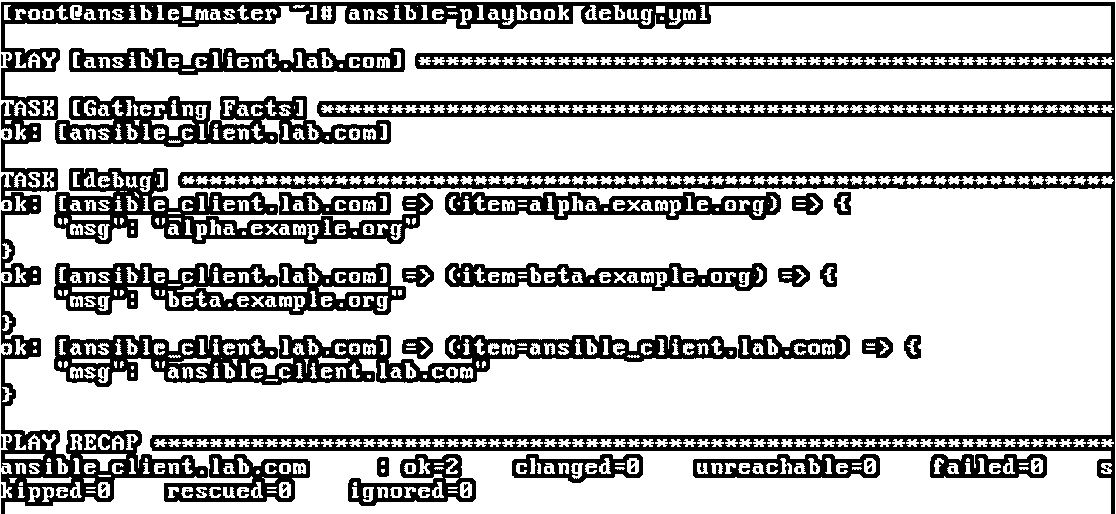 [root@ansible_master ~]# ansible-playbook debug.yml
PLAY [ansible_client.lab.com] **************************************************
TASK [Gathering Facts] *********************************************************
ok: [ansible_client.lab.com]
TASK [debug] *******************************************************************
ok: [ansible_client.lab.com] => (item=alpha.example.org) => {
    "msg": "alpha.example.org"
}
ok: [ansible_client.lab.com] => (item=beta.example.org) => {
    "msg": "beta.example.org"
}
ok: [ansible_client.lab.com] => (item=ansible_client.lab.com) => {
    "msg": "ansible_client.lab.com"
}
PLAY RECAP *********************************************************************
ansible_client.lab.com     : ok=2    changed=0    unreachable=0    failed=0    s
kipped=0    rescued=0    ignored=0